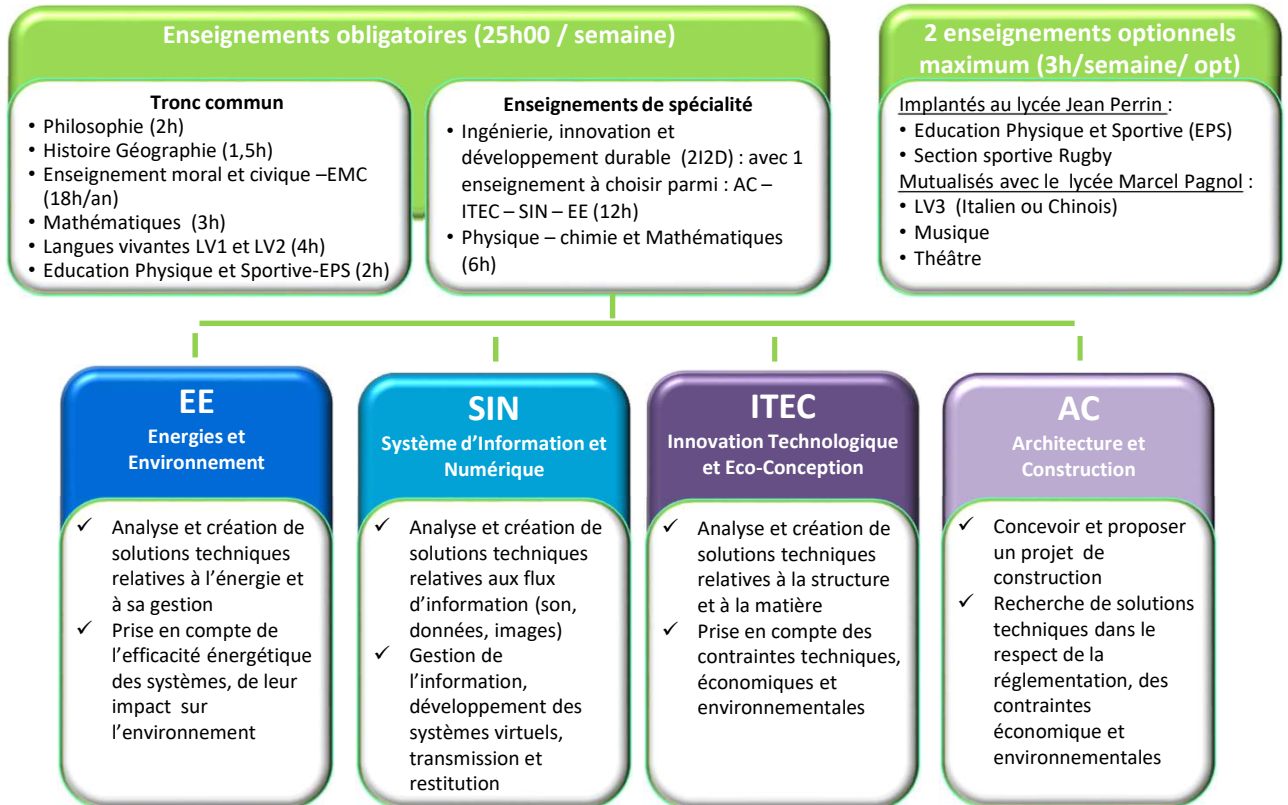 Enseignements obligatoires (25h00 / semaine)
Tronc commun
• Philosophie (2h)
• Histoire Géographie (1,5h)
• Enseignement moral et civique –EMC
(18h/an)
• Mathématiques (3h)
• Langues vivantes LV1 et LV2 (4h)
• Education Physique et Sportive-EPS (2h)
Enseignements de spécialité
• Ingénierie, innovation et
développement durable (2I2D) : avec 1
enseignement à choisir parmi : AC –
ITEC – SIN – EE (12h)
• Physique – chimie et Mathématiques
(6h)
2 enseignements optionnels
maximum (3h/semaine/ opt)
Implantés au lycée Jean Perrin :
• Education Physique et Sportive (EPS)
• Section sportive Rugby
Mutualisés avec le lycée Marcel Pagnol :
• LV3 (Italien ou Chinois)
• Musique
• Théâtre
EE
Energies et
Environnement
✓ Analyse et création de
solutions techniques
relatives à l’énergie et
à sa gestion
✓ Prise en compte de
l’efficacité énergétique
des systèmes, de leur
impact sur
l’environnement
SIN
Système d’Information et
Numérique
✓ Analyse et création de
solutions techniques
relatives aux flux
d’information (son,
données, images)
✓ Gestion de
l’information,
développement des
systèmes virtuels,
transmission et
restitution
ITEC
Innovation Technologique
et Eco-Conception
✓ Analyse et création de
solutions techniques
relatives à la structure
et à la matière
✓ Prise en compte des
contraintes techniques,
économiques et
environnementales
AC
Architecture et
Construction
✓ Concevoir et proposer
un projet de
construction
✓ Recherche de solutions
techniques dans le
respect de la
réglementation, des
contraintes
économique et
environnementales